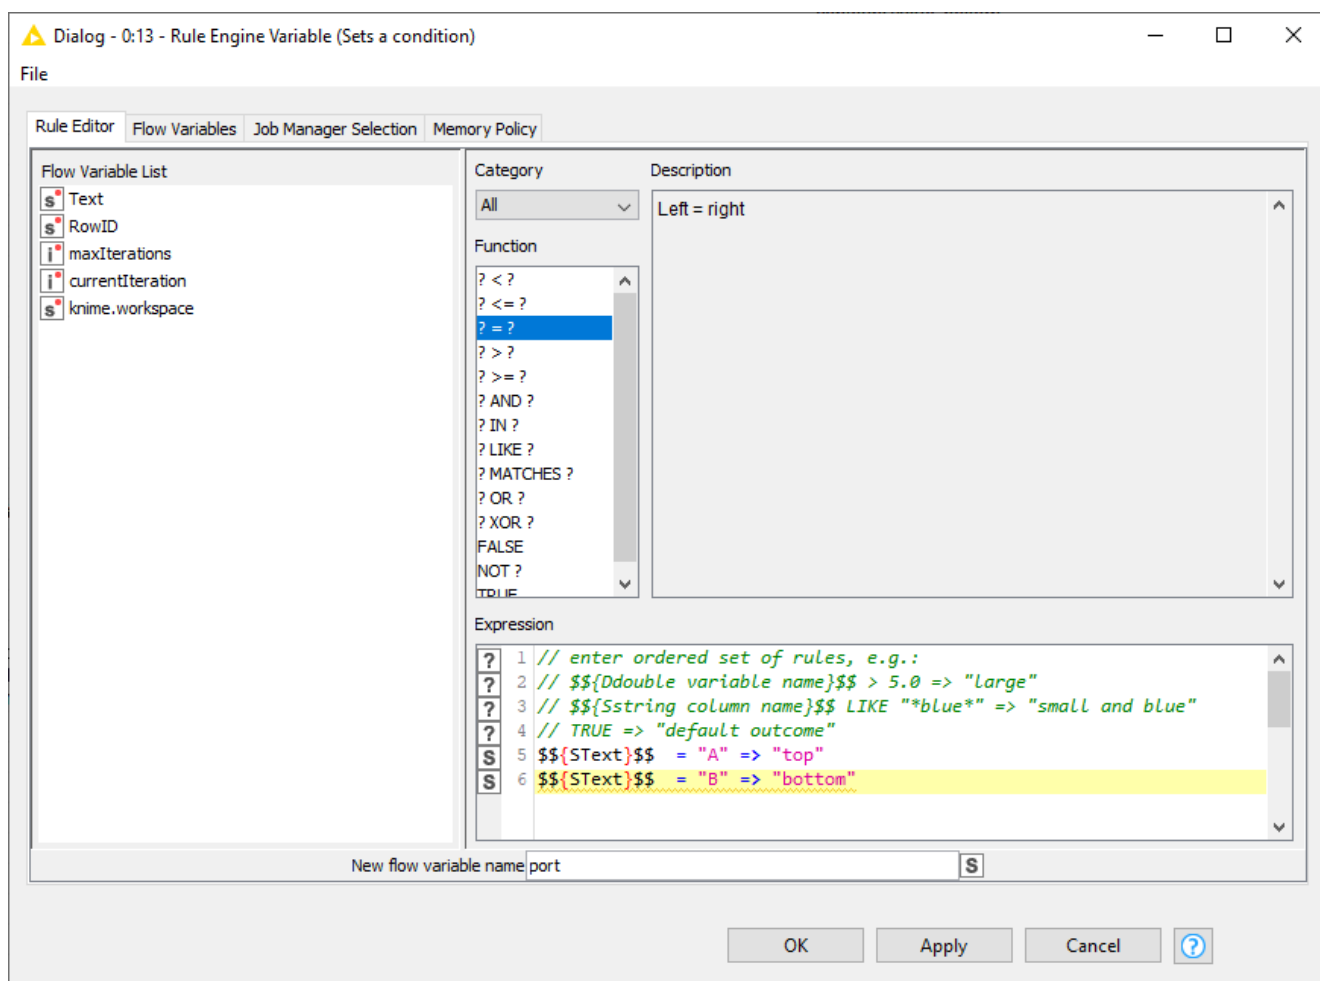 Dialog - 0:13 - Rule Engine Variable (Sets a condition)
File
Rule Editor Flow Variables Job Manager Selection Memory Policy
Flow Variable List
s Text
s RowID
i maxIterations
i currentIteration
s knime.workspace
Category
All
Function
? < ?
? <= ?
? = ?
? > ?
? >= ?
? AND ?
? IN ?
? LIKE ?
? MATCHES ?
? OR ?
? XOR ?
FALSE
NOT ?
TRUE
Description
Left = right
Expression
? 1 // enter ordered set of rules, e.g.:
? 2 // $${Ddouble variable name}$$ > 5.0 => "large"
? 3 // $${Sstring column name}$$ LIKE "*blue*" => "small and blue"
? 4 // TRUE => "default outcome"
S 5 $${SText}$$ = "A" => "top"
S 6 $${SText}$$ = "B" => "bottom"
New flow variable name port S
OK Apply Cancel ?